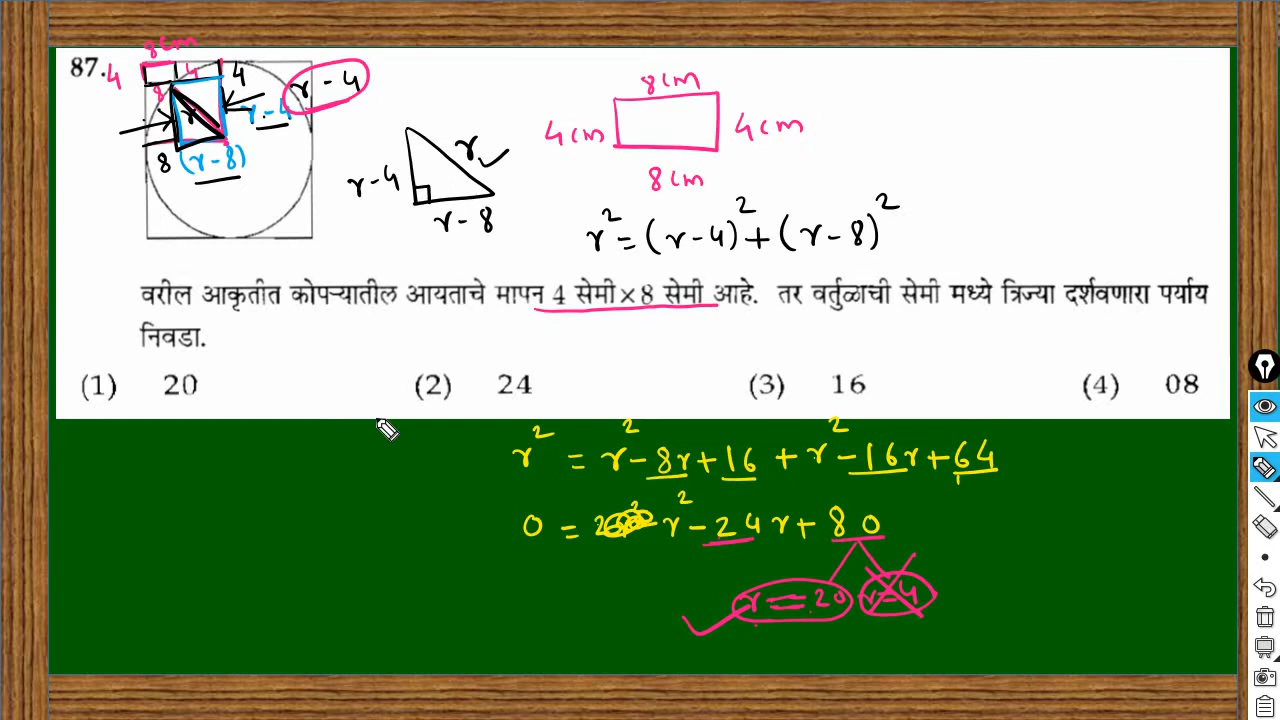 8cm
87. 4 4 4 r - 4
8 r r - 4
8 (r - 8)
8cm
4cm 4cm
8cm
r
r - 4
r - 8
r² = (r - 4)² + (r - 8)²
वरील आकृतीत कोपऱ्यातील आयताचे मापन 4 सेमी × 8 सेमी आहे. तर वर्तुळाची सेमी मध्ये त्रिज्या दर्शवणारा पर्याय
निवडा.
(1) 20 (2) 24 (3) 16 (4) 08
r² = r² - 8r + 16 + r² - 16r + 64
0 = r² - 24r + 80
r = 20 r = 4